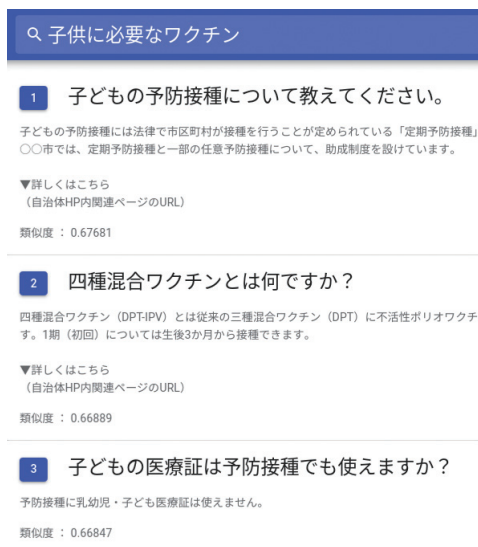 子供に必要なワクチン
1 子どもの予防接種について教えてください。
子どもの予防接種には法律で市区町村が接種を行うことが定められている「定期予防接種」
〇〇市では、定期予防接種と一部の任意予防接種について、助成制度を設けています。
▼詳しくはこちら
（自治体HP内関連ページのURL）
類似度 ： 0.67681
2 四種混合ワクチンとは何ですか？
四種混合ワクチン（DPT-IPV）とは従来の三種混合ワクチン（DPT）に不活性ポリオワクチ
す。1期（初回）については生後3か月から接種できます。
▼詳しくはこちら
（自治体HP内関連ページのURL）
類似度 ： 0.66889
3 子どもの医療証は予防接種でも使えますか？
予防接種に乳幼児・子ども医療証は使えません。
類似度 ： 0.66847